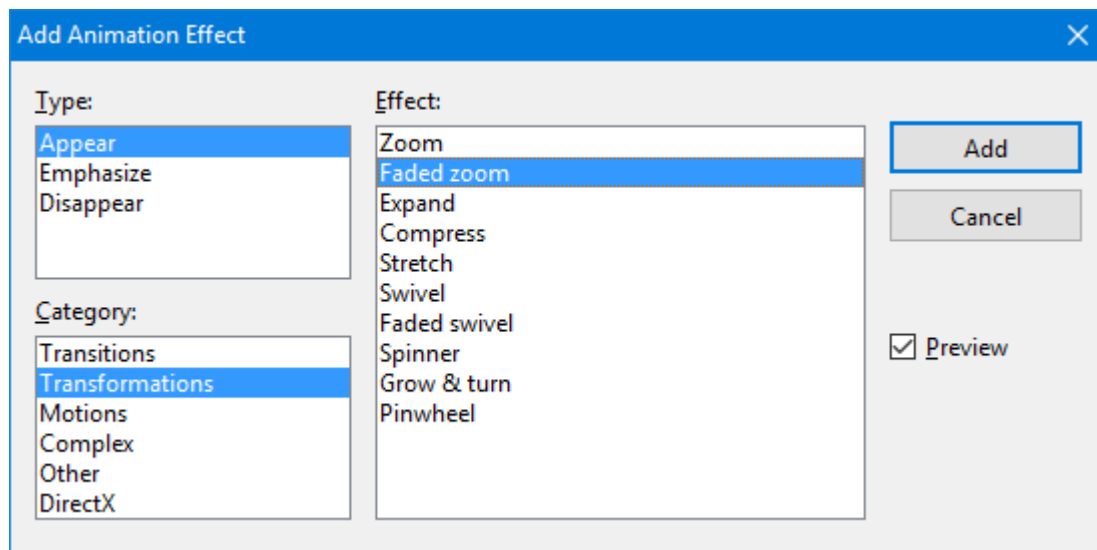 Add Animation Effect
Type:
Appear
Emphasize
Disappear
Category:
Transitions
Transformations
Motions
Complex
Other
DirectX
Effect:
Zoom
Faded zoom
Expand
Compress
Stretch
Swivel
Faded swivel
Spinner
Grow & turn
Pinwheel
Add
Cancel
Preview